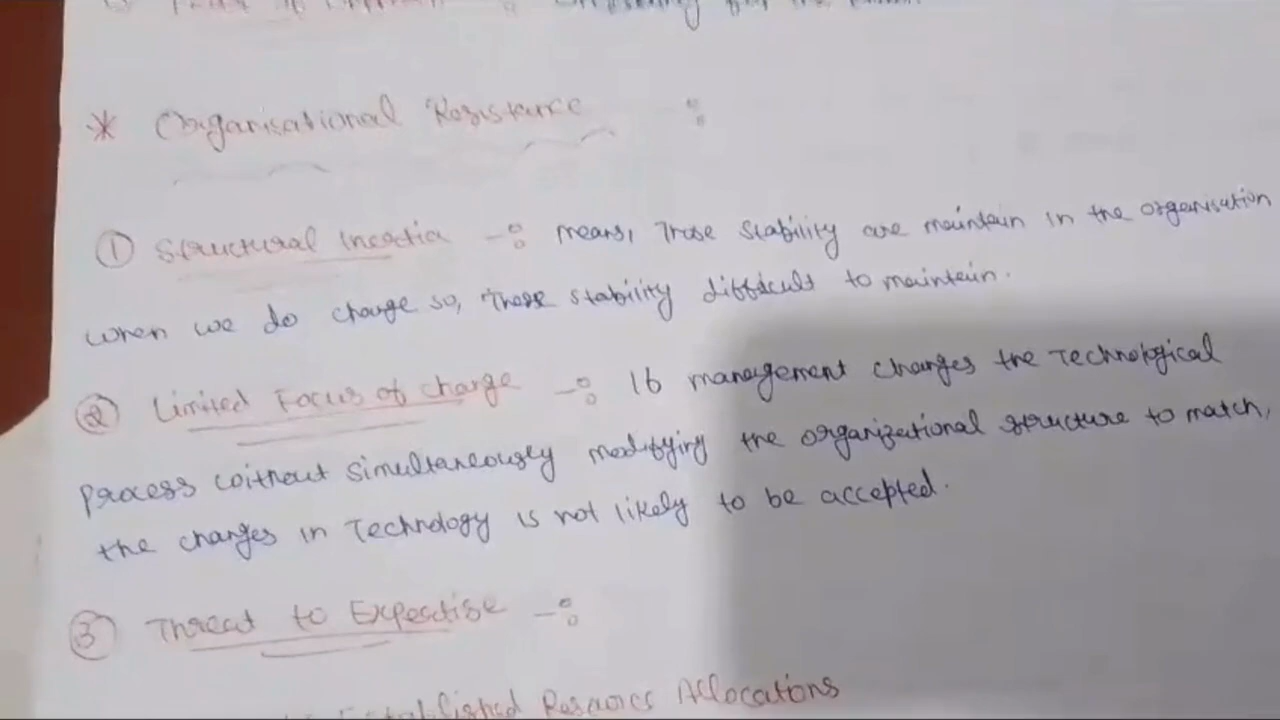 * Organisational Resistance :
① Structural Inertia -: means, Those stability are maintain in the organisation
when we do change so, those stability difficult to maintain.
② Limited Focus of change -: If management changes the Technological
process without simultaneously modifying the organizational structure to match,
the changes in Technology is not likely to be accepted.
③ Threat to Expertise -:
Established Resource Allocations